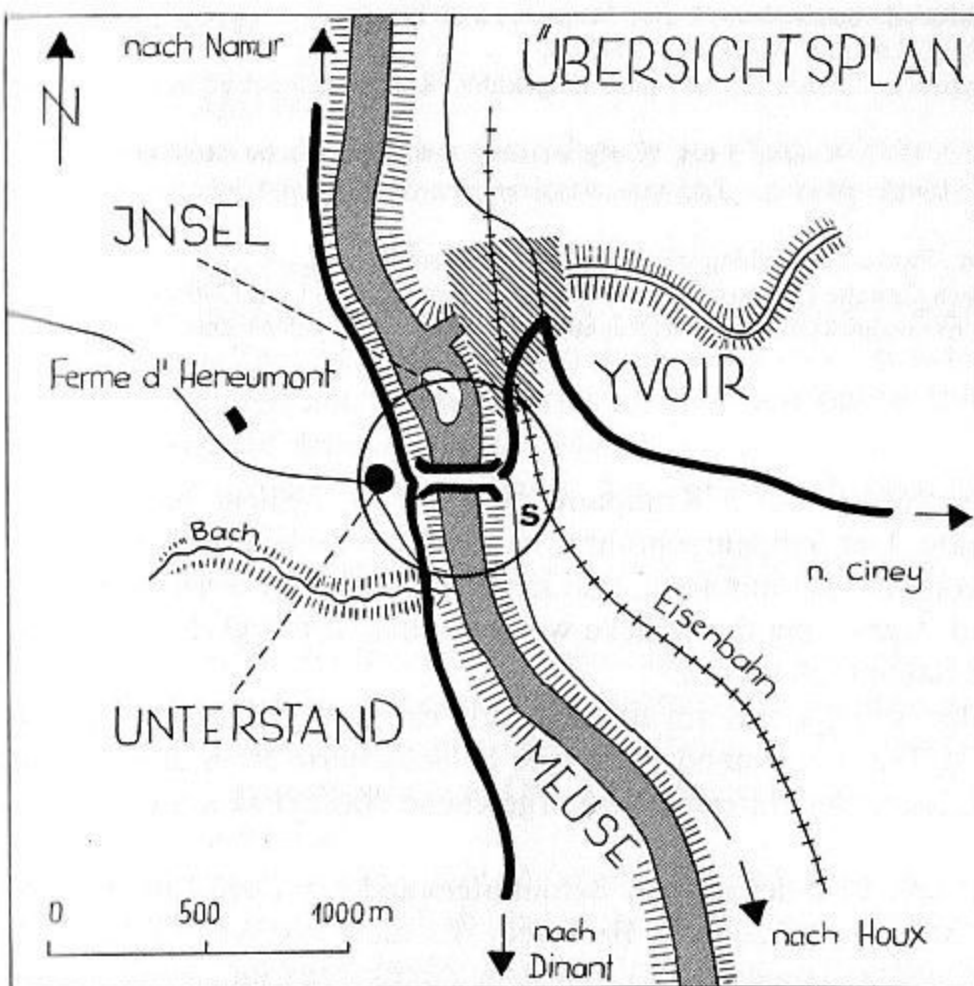 nach Namur
ÜBERSICHTSPLAN
N
JNSEL
Ferme d'Heneumont
YVOIR
S
Bach
n. Ciney
Eisenbahn
UNTERSTAND
MEUSE
0 500 1000m
nach
Dinant
nach Houx